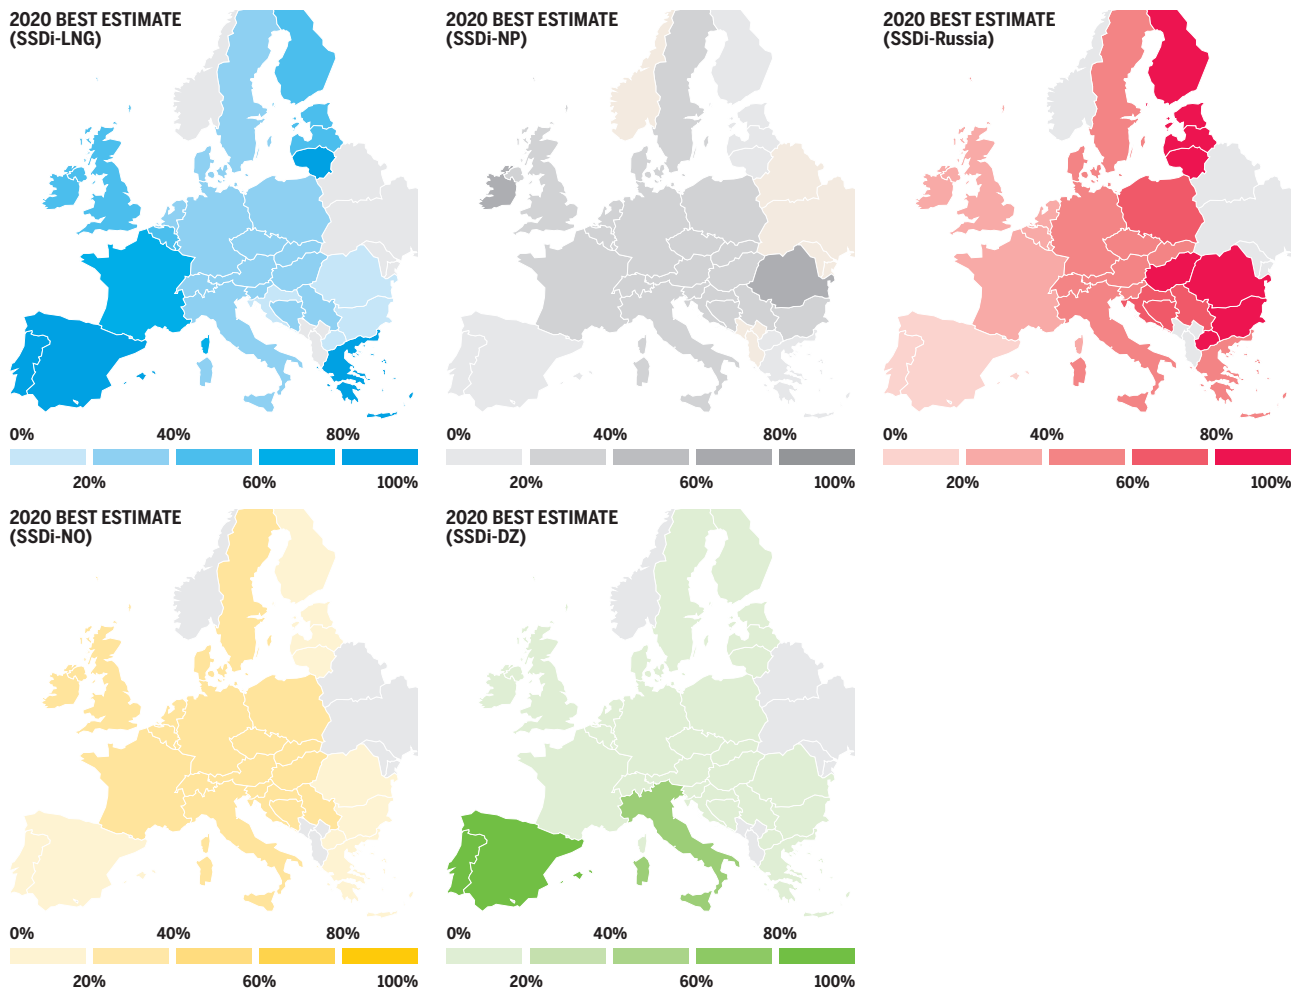 2020 BEST ESTIMATE
(SSDi-LNG)
0% 40% 80%
20% 60% 100%
2020 BEST ESTIMATE
(SSDi-NP)
0% 40% 80%
20% 60% 100%
2020 BEST ESTIMATE
(SSDi-Russia)
0% 40% 80%
20% 60% 100%
2020 BEST ESTIMATE
(SSDi-NO)
0% 40% 80%
20% 60% 100%
2020 BEST ESTIMATE
(SSDi-DZ)
0% 40% 80%
20% 60% 100%